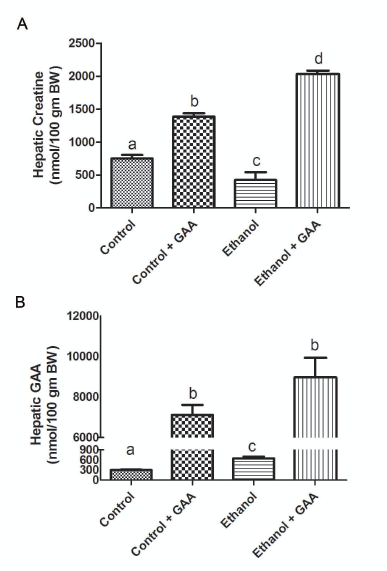 A
Hepatic Creatine
(nmol/100 gm BW)
2500
2000
1500
1000
500
0
a
b
c
d
Control
Control + GAA
Ethanol
Ethanol + GAA
B
Hepatic GAA
(nmol/100 gm BW)
12000
10000
8000
6000
900
600
300
0
a
b
c
b
Control
Control + GAA
Ethanol
Ethanol + GAA